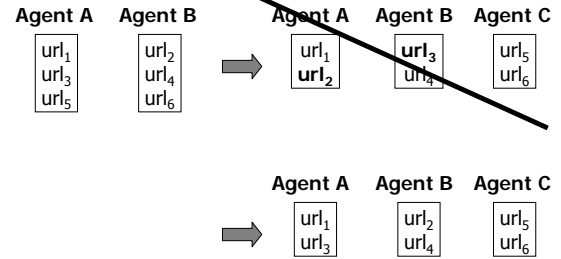 Agent A Agent B Agent A Agent B Agent C
url₁ url₂ url₁ url₃ url₅
url₃ url₄ url₂ url₄ url₆
url₅ url₆
Agent A Agent B Agent C
url₁ url₂ url₅
url₃ url₄ url₆